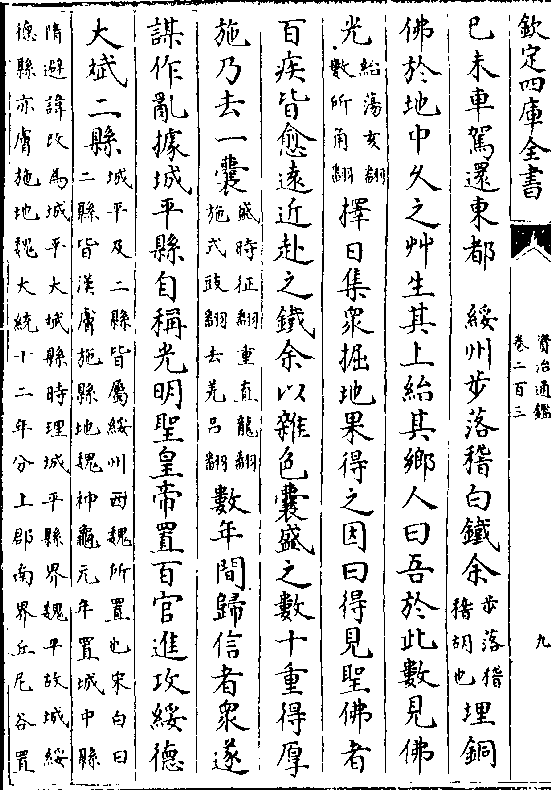 欽定四庫全書
資治通鑑
卷二百三
九
已未車駕還東都　綏州步落稽白鐵余
步落稽
稽胡也
埋銅
佛於地中久之艸生其上紿其鄉人曰吾於此數見佛
光
紿蕩亥翻
數所角翻
擇日集衆掘地果得之因曰得見聖佛者
百疾皆愈遠近赴之鐵余以雜色囊盛之數十重得厚
施乃去一囊
盛時征翻重直龍翻
施式豉翻去羌呂翻
數年間歸信者衆遂
謀作亂據城平縣自稱光明聖皇帝置百官進攻綏德
大斌二縣
城平及二縣皆屬綏州西魏所置也宋白曰
二縣皆漢膚施縣地魏神龜元年置城中縣
隋避諱改為城平大城縣時理城平縣界魏平故城綏
德縣亦膚施地魏大統十二年分上郡南界丘尼谷置